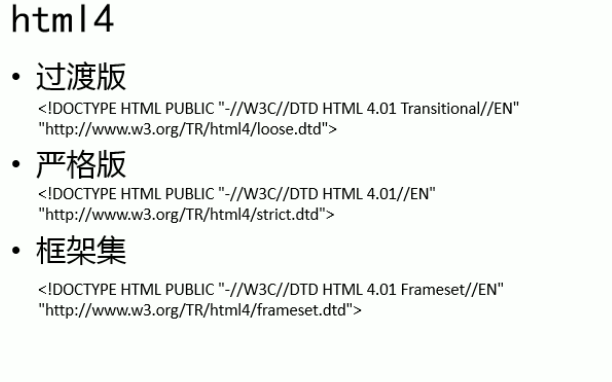 html4
• 过渡版
<!DOCTYPE HTML PUBLIC "-//W3C//DTD HTML 4.01 Transitional//EN"
"http://www.w3.org/TR/html4/loose.dtd">
• 严格版
<!DOCTYPE HTML PUBLIC "-//W3C//DTD HTML 4.01//EN"
"http://www.w3.org/TR/html4/strict.dtd">
• 框架集
<!DOCTYPE HTML PUBLIC "-//W3C//DTD HTML 4.01 Frameset//EN"
"http://www.w3.org/TR/html4/frameset.dtd">